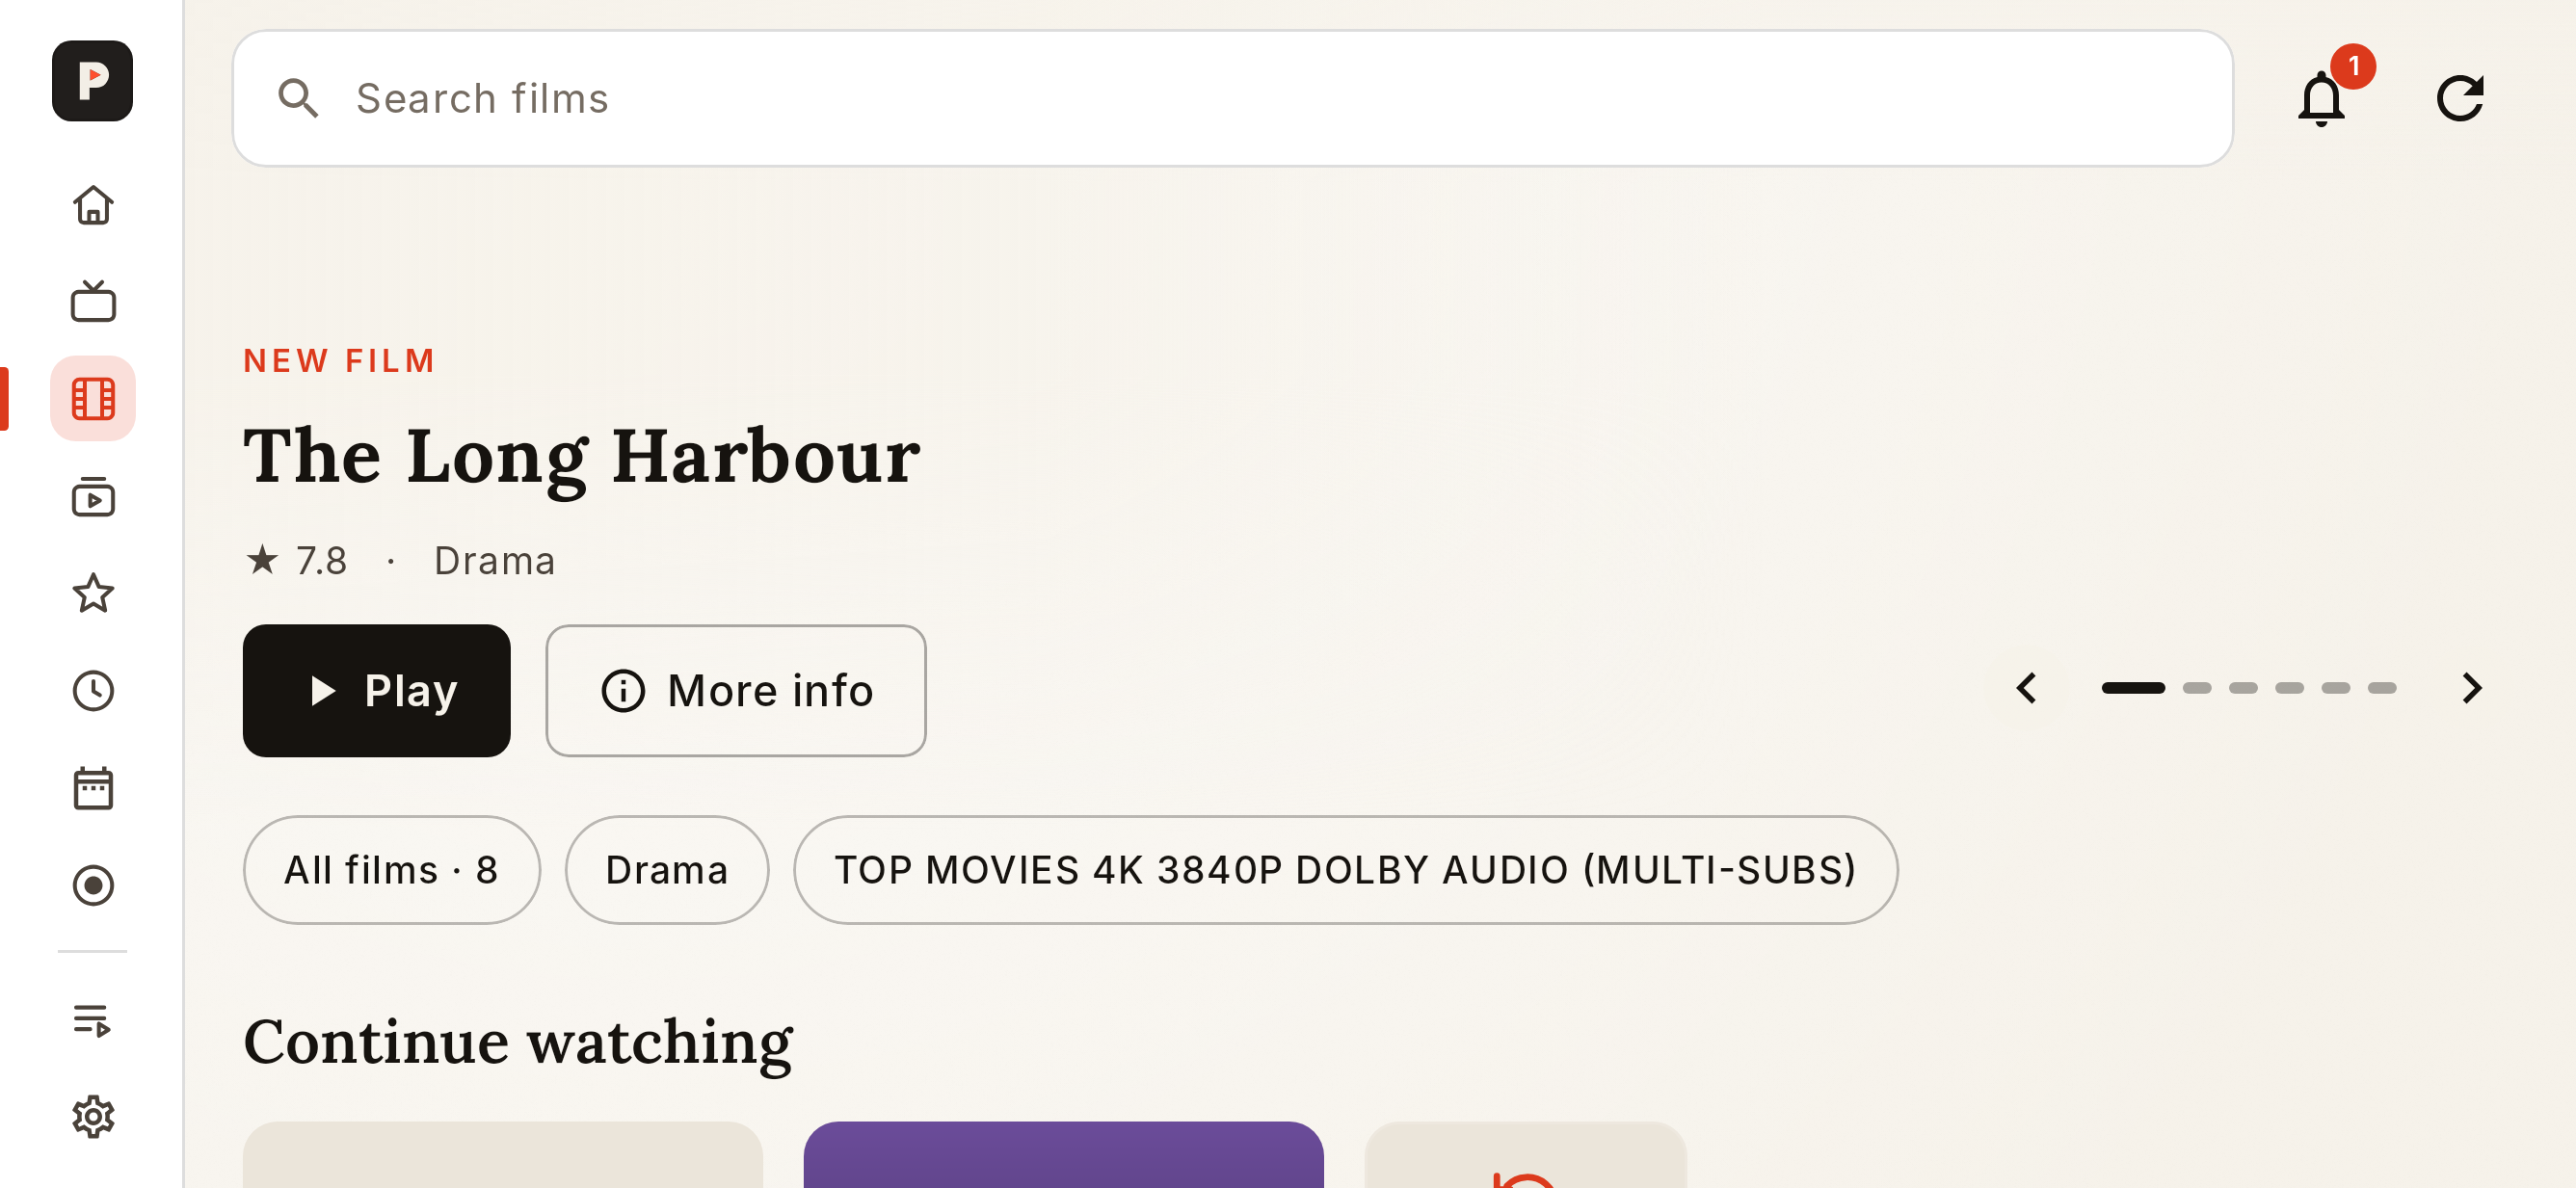 P
Search films
1
NEW FILM
The Long Harbour
★ 7.8 · Drama
Play
More info
All films · 8
Drama
TOP MOVIES 4K 3840P DOLBY AUDIO (MULTI-SUBS)
Continue watching